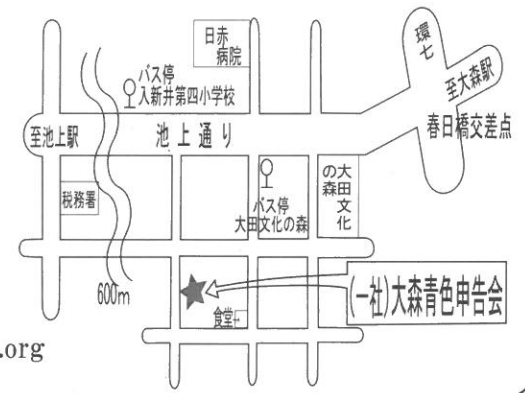 日赤
病院
環七
バス停
入新井第四小学校
至大森駅
至池上駅
池上通り
春日橋交差点
税務署
バス停
大田文化の森
大田文化
の森
600m
(一社)大森青色申告会
食堂
.org